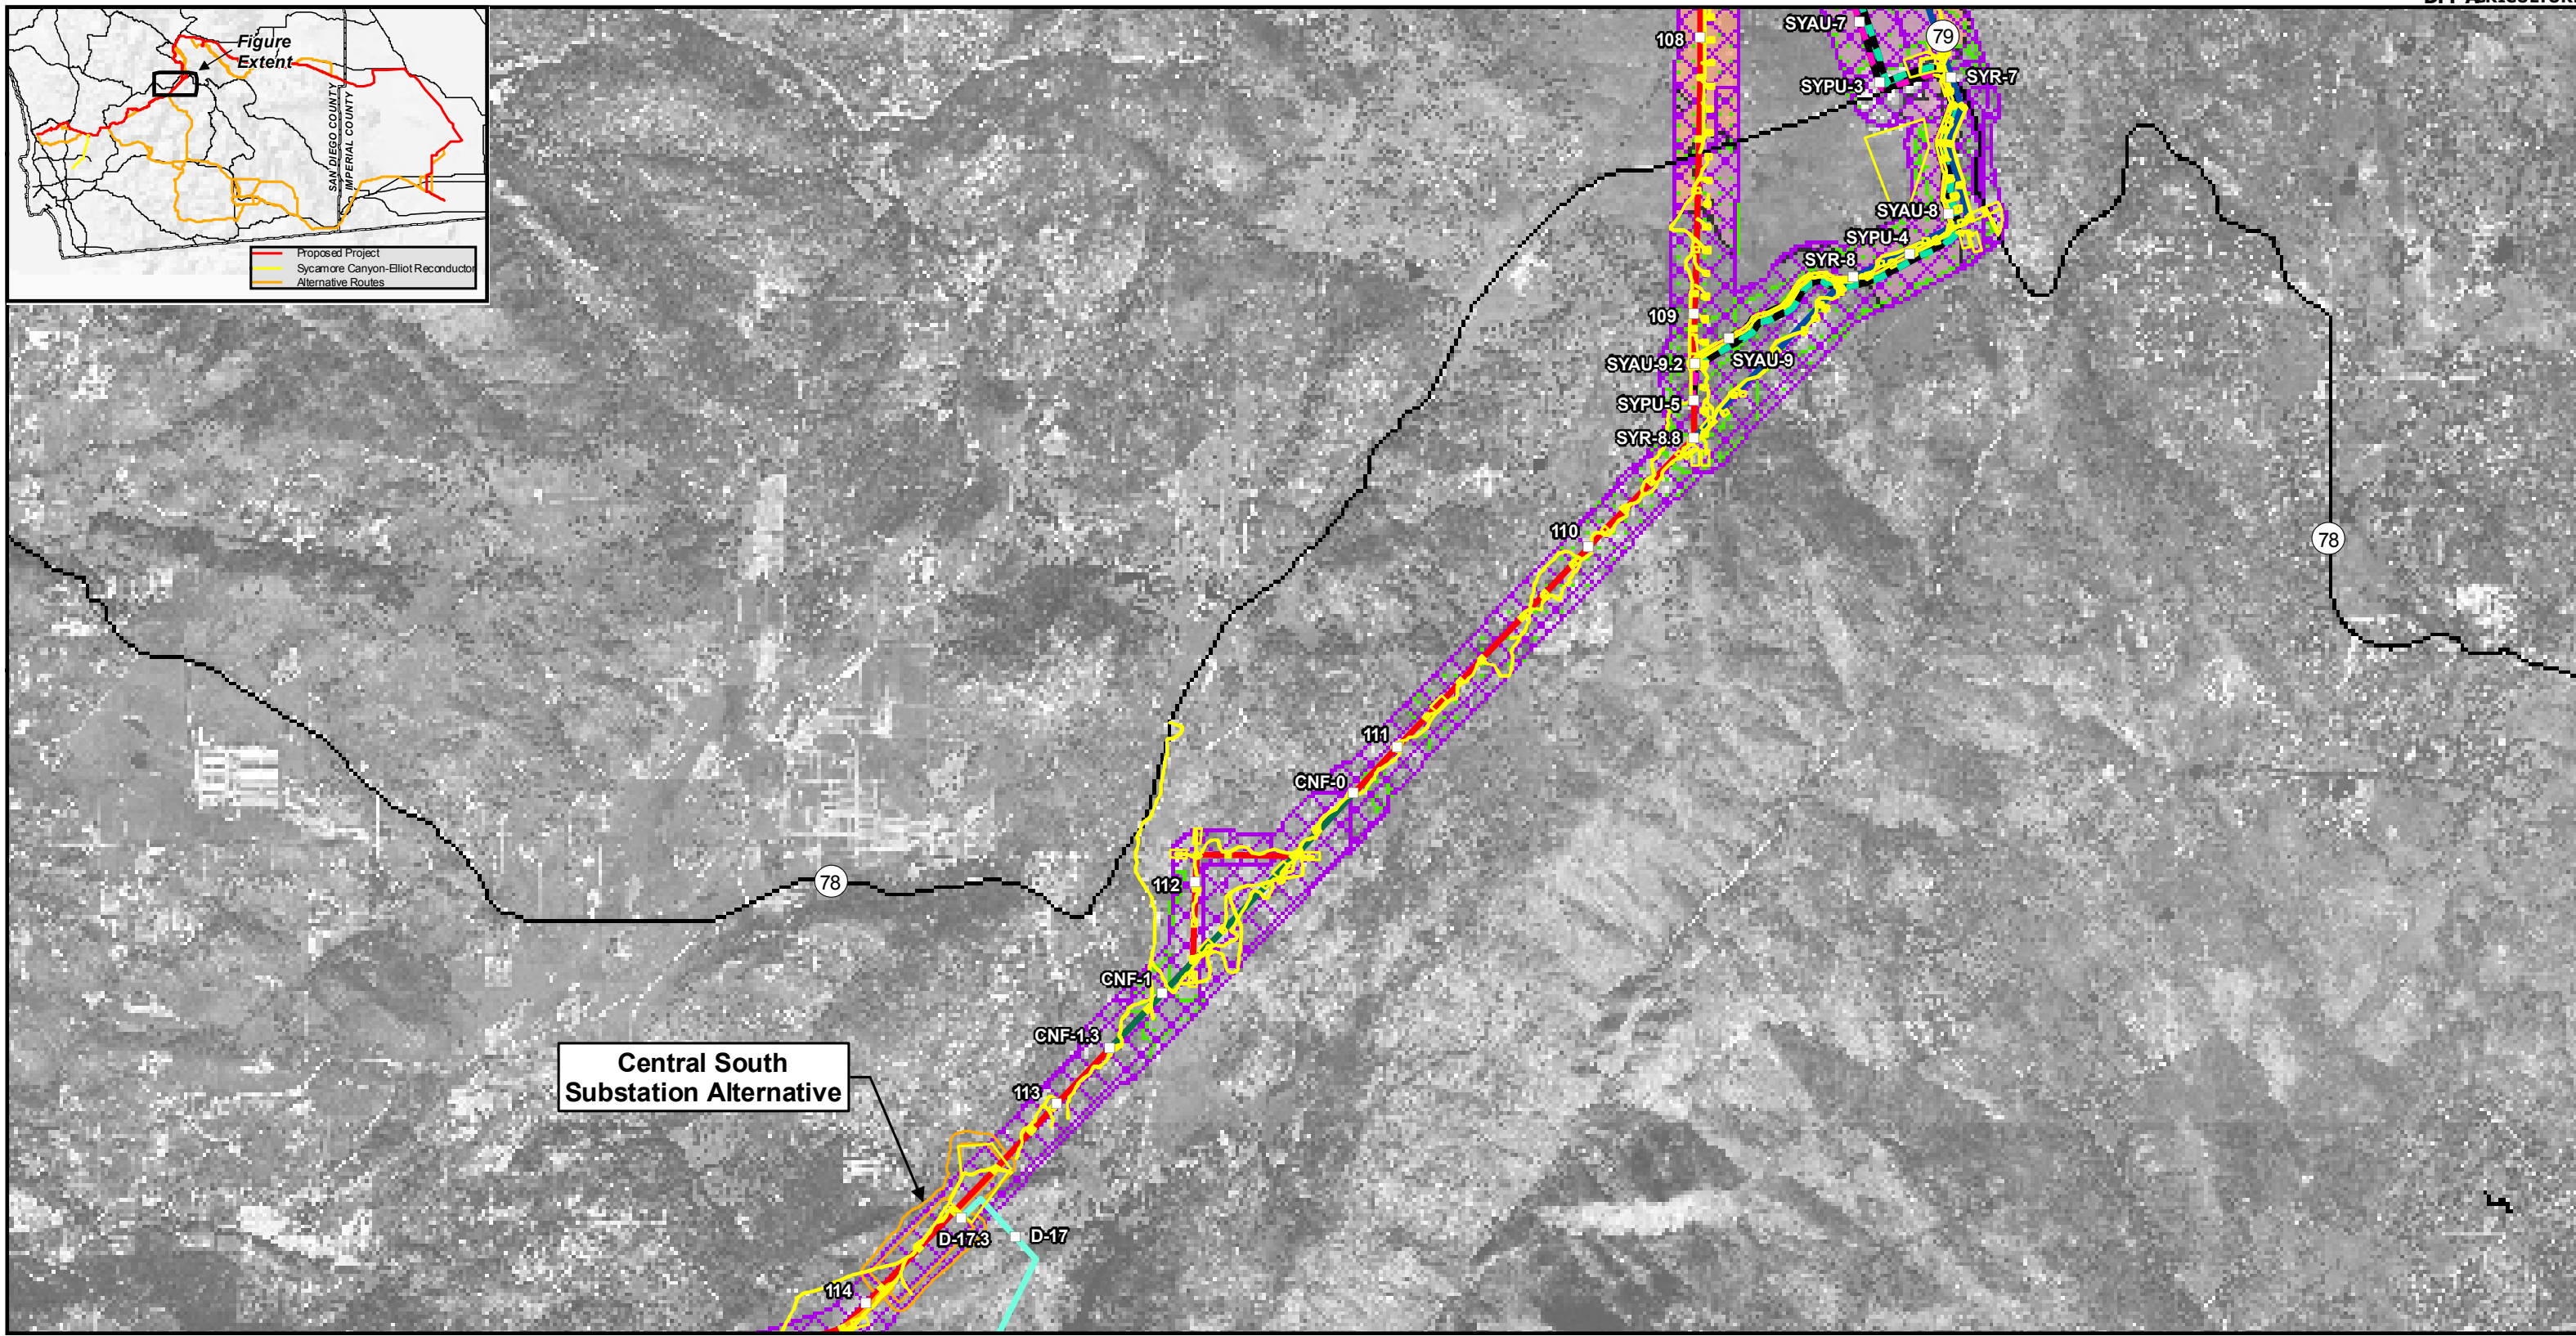 Figure
Extent
SAN DIEGO COUNTY
IMPERIAL COUNTY
Proposed Project
Sycamore Canyon-Elliot Reconductor
Alternative Routes
108
SYAU-7
79
SYPU-3
SYR-7
SYAU-8
SYPU-4
SYR-8
109
SYAU-9.2
SYAU-9
SYPU-5
SYR-8.8
110
78
111
CNF-0
78
112
CNF-1
CNF-1.3
Central South
Substation Alternative
113
D-17.3
D-17
114